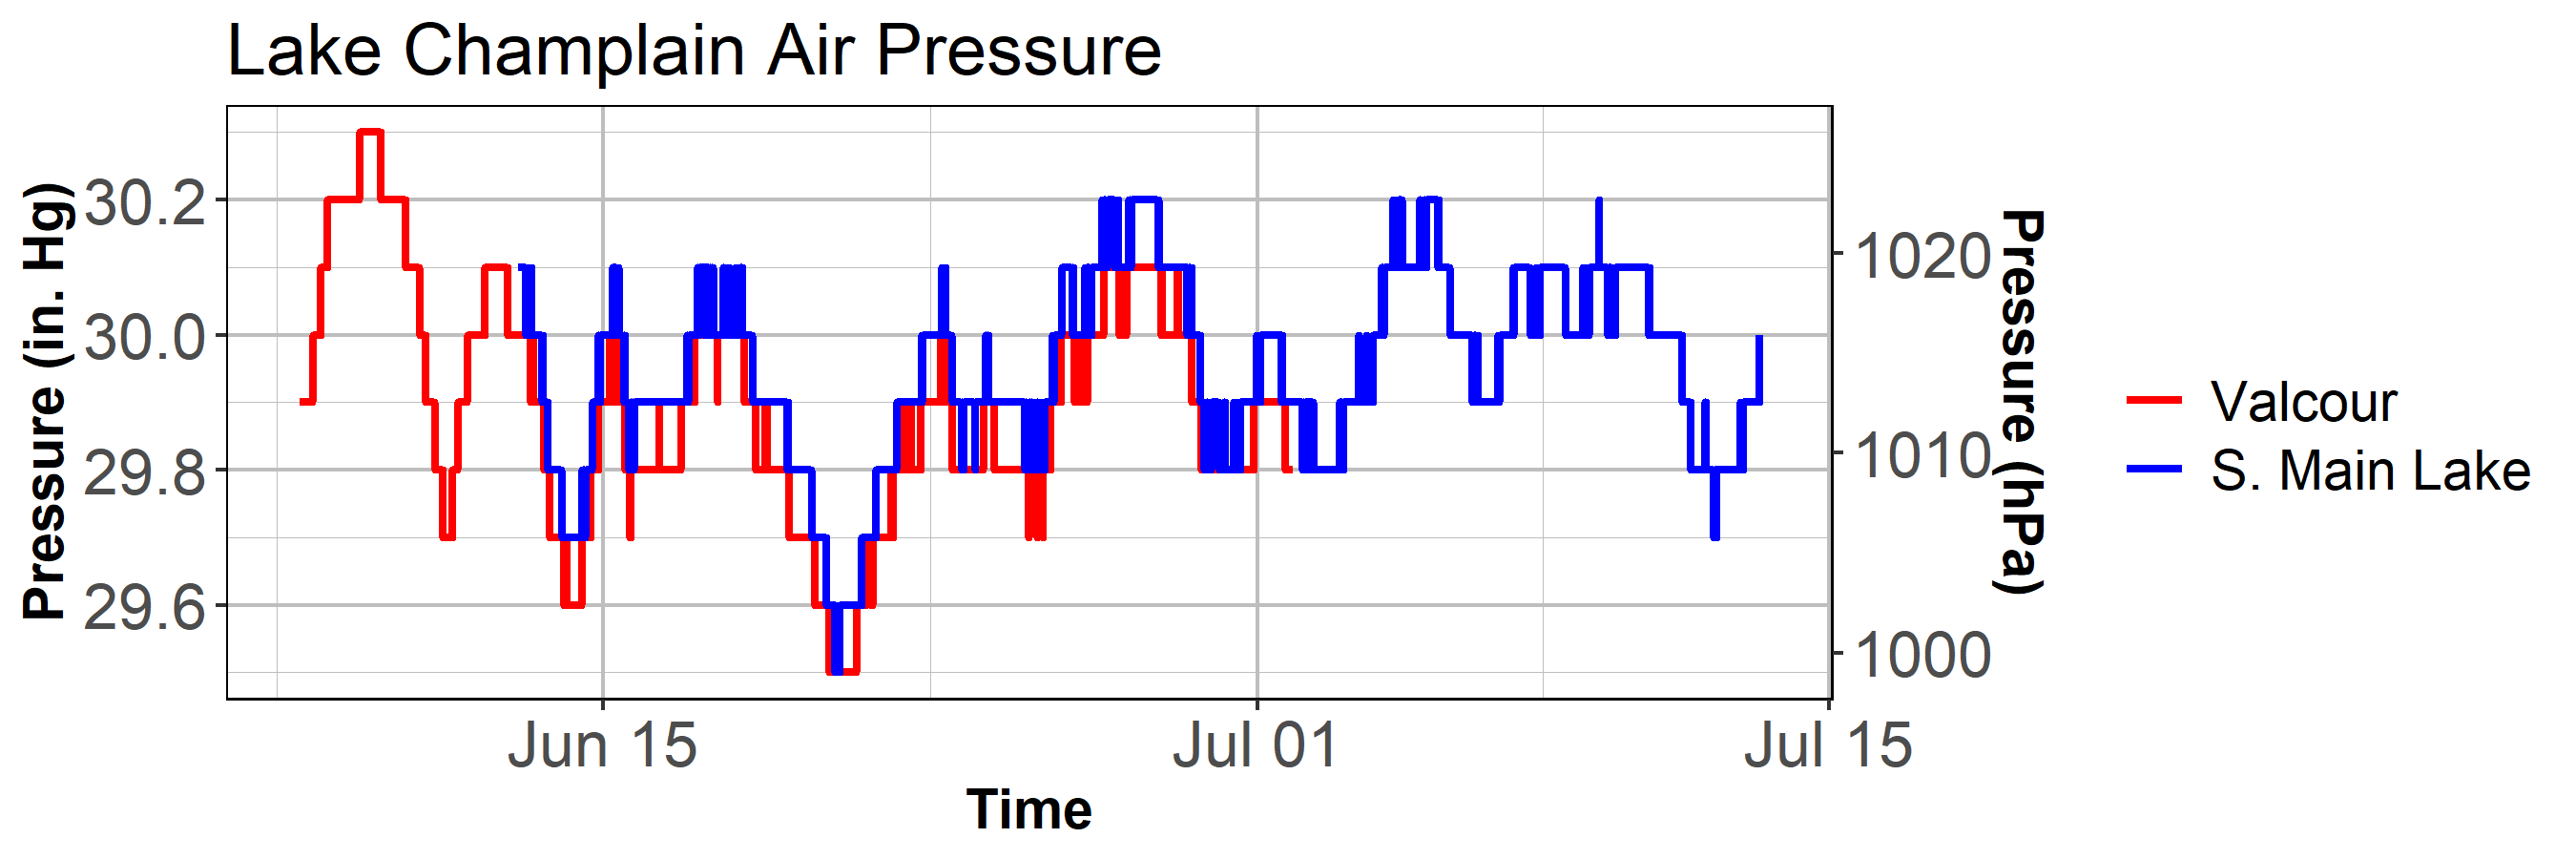 Lake Champlain Air Pressure
Pressure (in. Hg)
30.2
30.0
29.8
29.6
1020
1010
1000
Pressure (hPa)
Jun 15
Jul 01
Jul 15
Time
Valcour
S. Main Lake